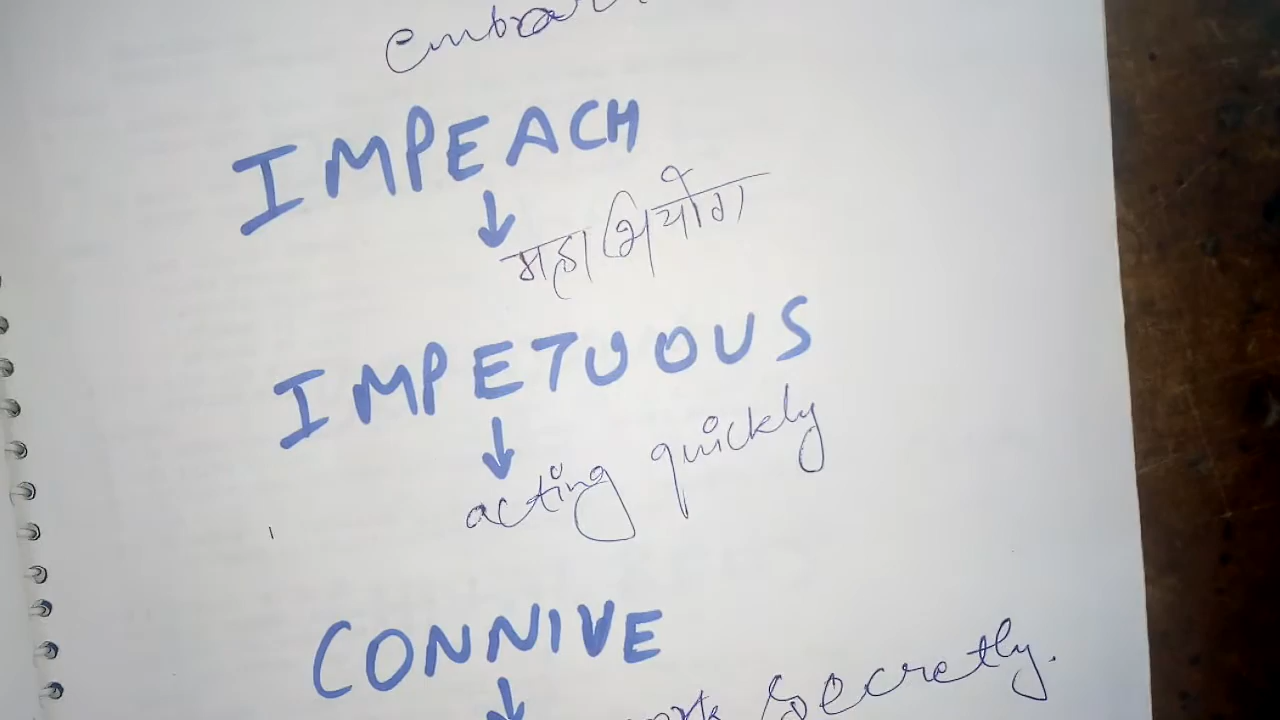 IMPEACH
महाभियोग
IMPETUOUS
acting quickly
CONNIVE
secretly.